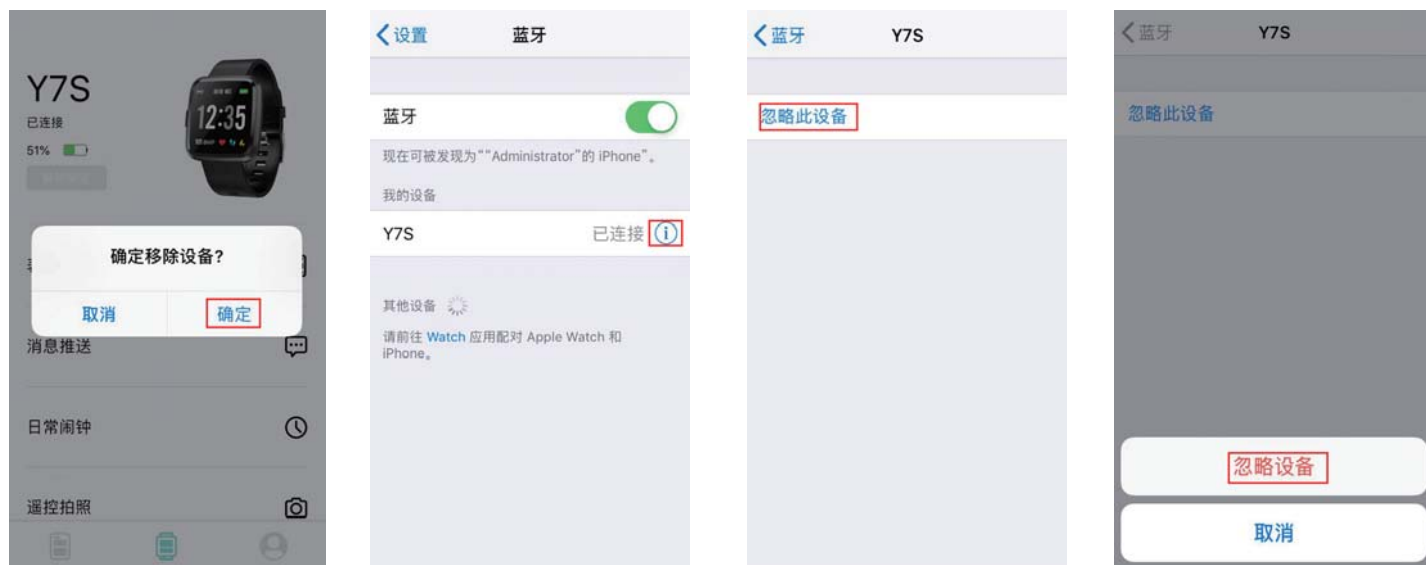 Y7S
已连接
51%
12:35
确定移除设备?
取消
确定
消息推送
日常闹钟
遥控拍照
设置
蓝牙
蓝牙
现在可被发现为““Administrator”的 iPhone”。
我的设备
Y7S
已连接
其他设备
请前往 Watch 应用配对 Apple Watch 和
iPhone。
蓝牙
Y7S
忽略此设备
蓝牙
Y7S
忽略此设备
忽略设备
取消